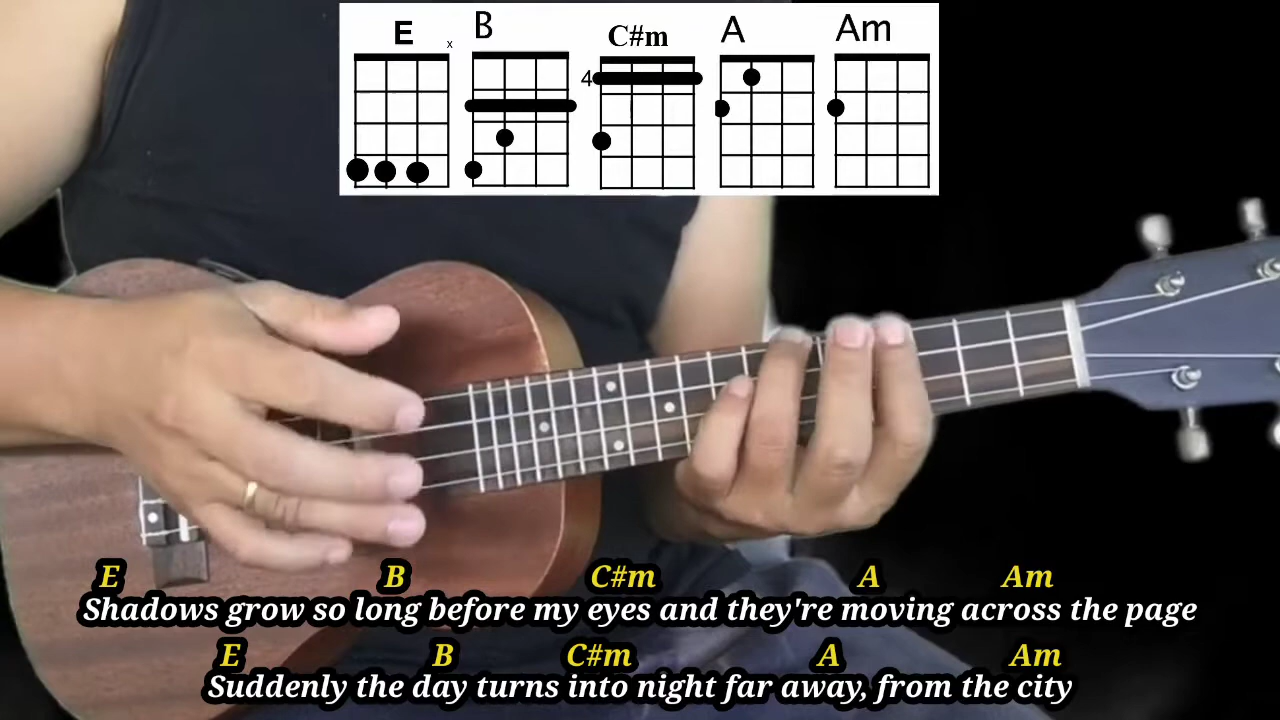 E x B C#m A Am
4
E B C#m A Am
Shadows grow so long before my eyes and they're moving across the page
E B C#m A Am
Suddenly the day turns into night far away, from the city